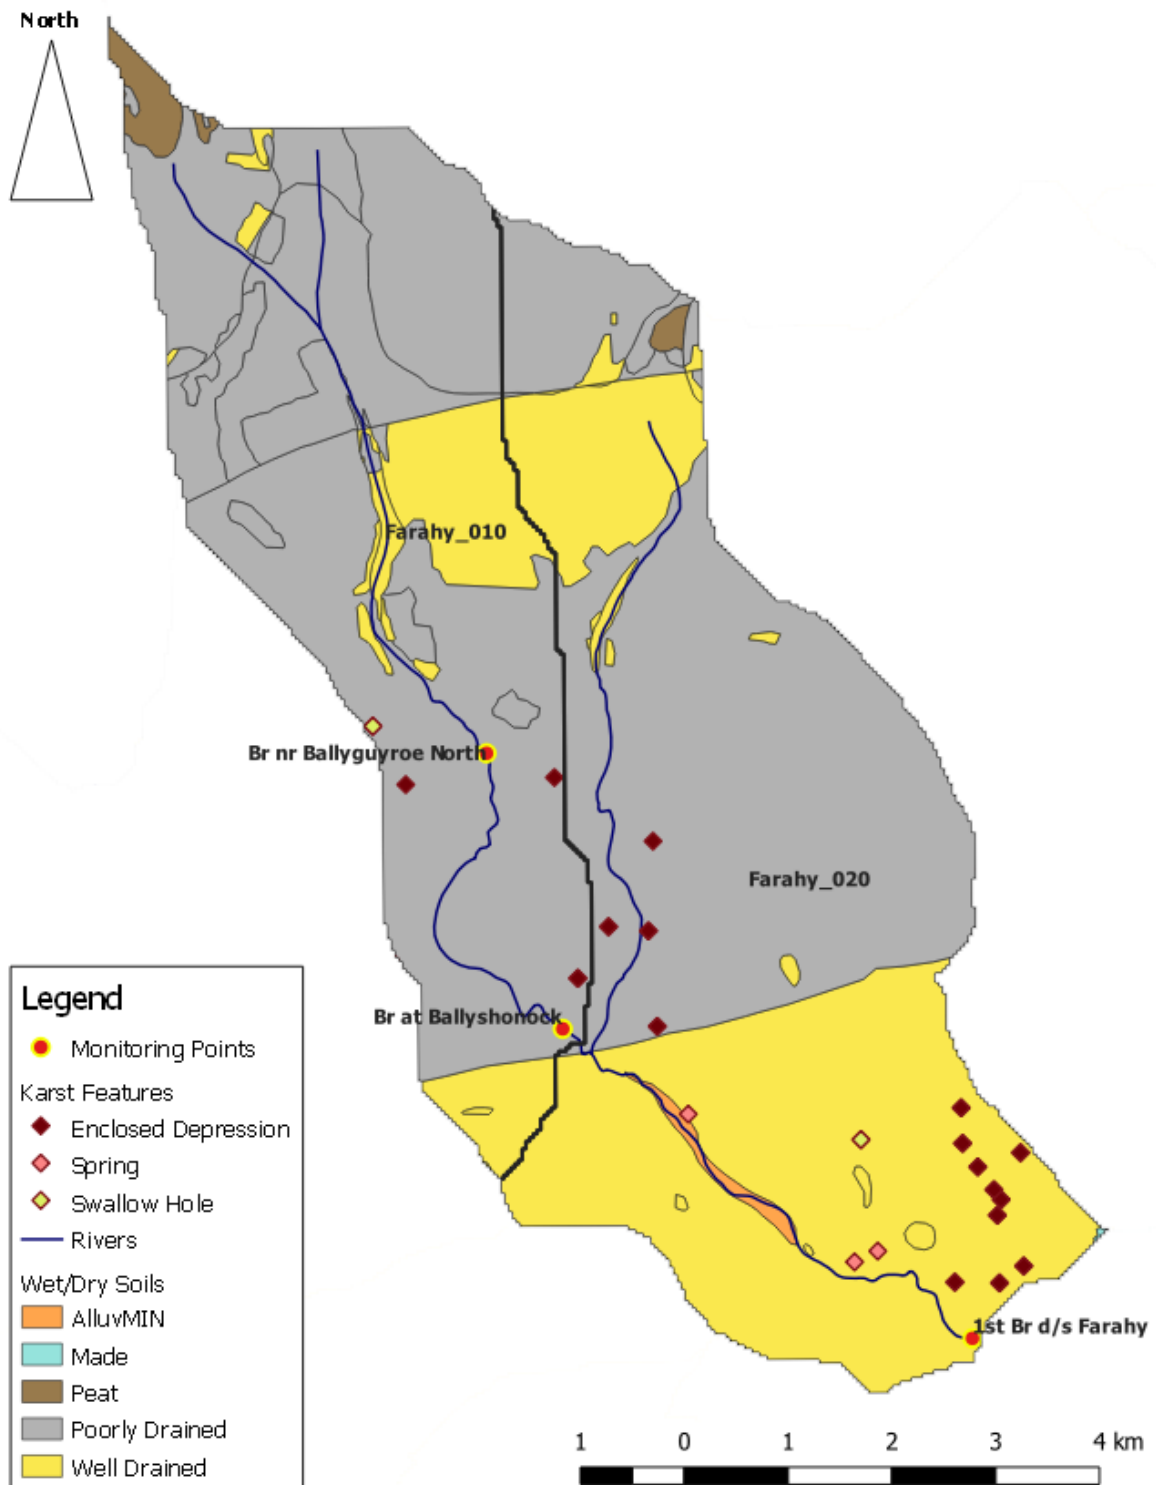 North
Farahy_010
Br nr Ballyguyroe North
Farahy_020
Br at Ballyshonock
1st Br d/s Farahy
Legend
Monitoring Points
Karst Features
Enclosed Depression
Spring
Swallow Hole
Rivers
Wet/Dry Soils
AlluvMIN
Made
Peat
Poorly Drained
Well Drained
1 0 1 2 3 4 km